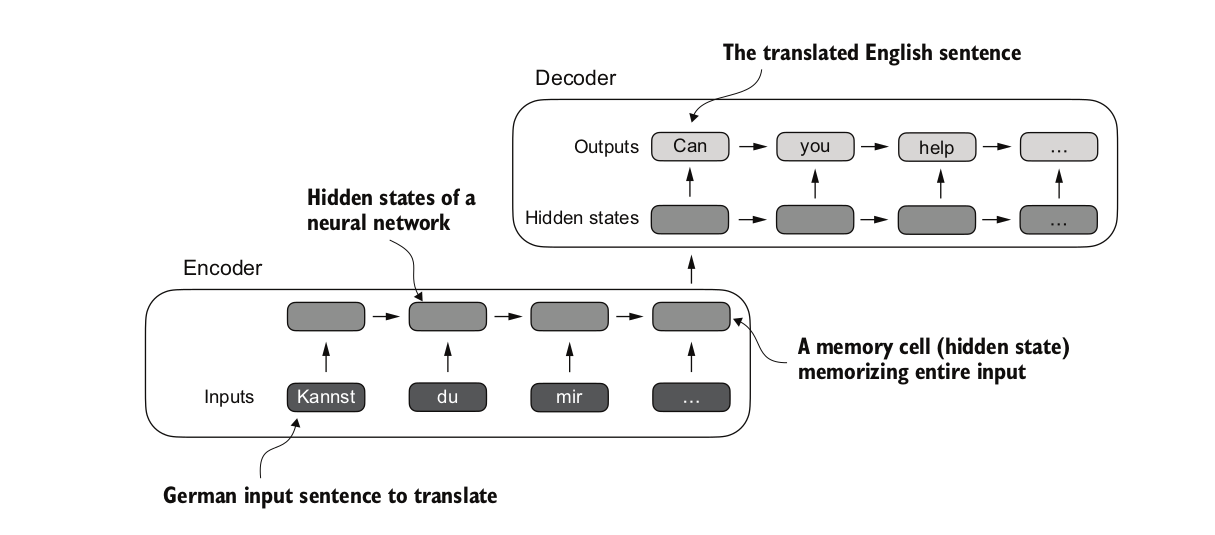 The translated English sentence
Decoder
Outputs Can you help ...
Hidden states ...
Hidden states of a
neural network
Encoder
A memory cell (hidden state)
memorizing entire input
Inputs Kannst du mir ...
German input sentence to translate